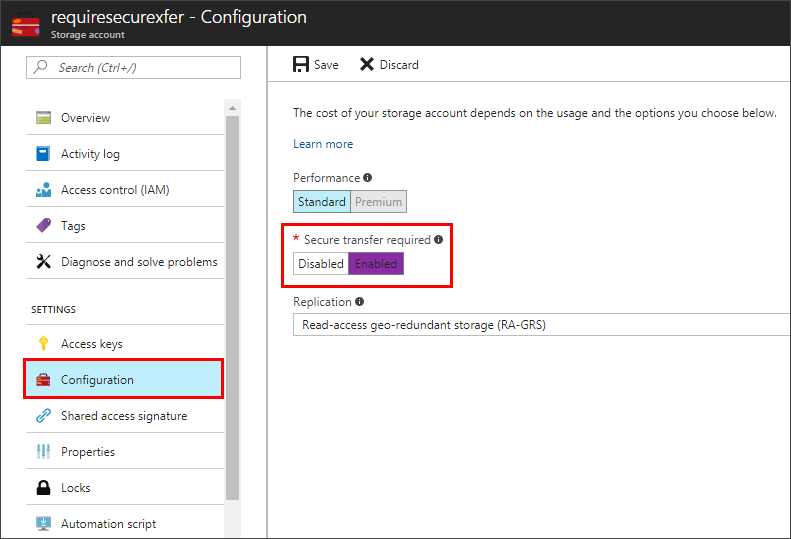 requiresecurexfer - Configuration
Storage account
Search (Ctrl+/)
Overview
Activity log
Access control (IAM)
Tags
Diagnose and solve problems
SETTINGS
Access keys
Configuration
Shared access signature
Properties
Locks
Automation script
Save Discard
The cost of your storage account depends on the usage and the options you choose below.
Learn more
Performance
Standard Premium
* Secure transfer required
Disabled Enabled
Replication
Read-access geo-redundant storage (RA-GRS)